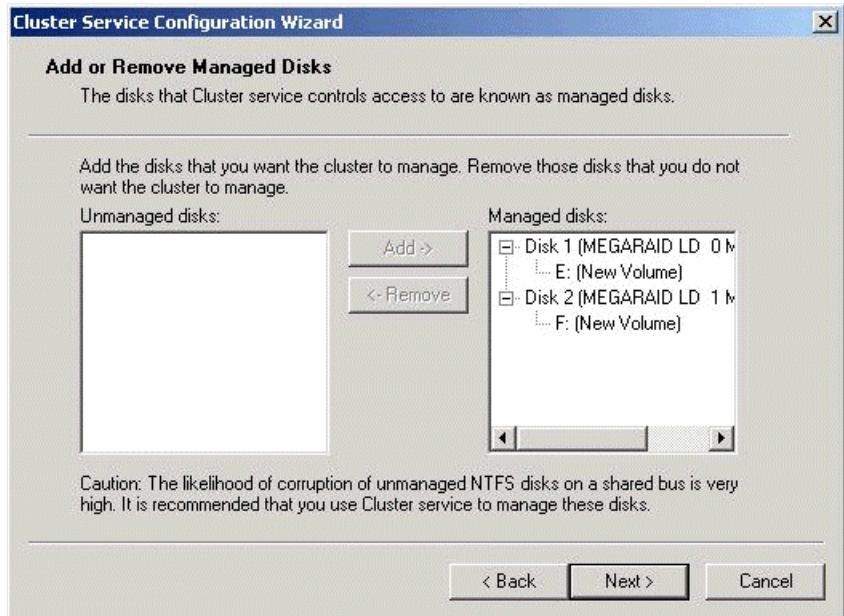 Cluster Service Configuration Wizard
Add or Remove Managed Disks
The disks that Cluster service controls access to are known as managed disks.
Add the disks that you want the cluster to manage. Remove those disks that you do not
want the cluster to manage.
Unmanaged disks:
Managed disks:
Add ->
<- Remove
Disk 1 (MEGARAID LD 0 M
E: (New Volume)
Disk 2 (MEGARAID LD 1 M
F: (New Volume)
Caution: The likelihood of corruption of unmanaged NTFS disks on a shared bus is very
high. It is recommended that you use Cluster service to manage these disks.
< Back
Next >
Cancel